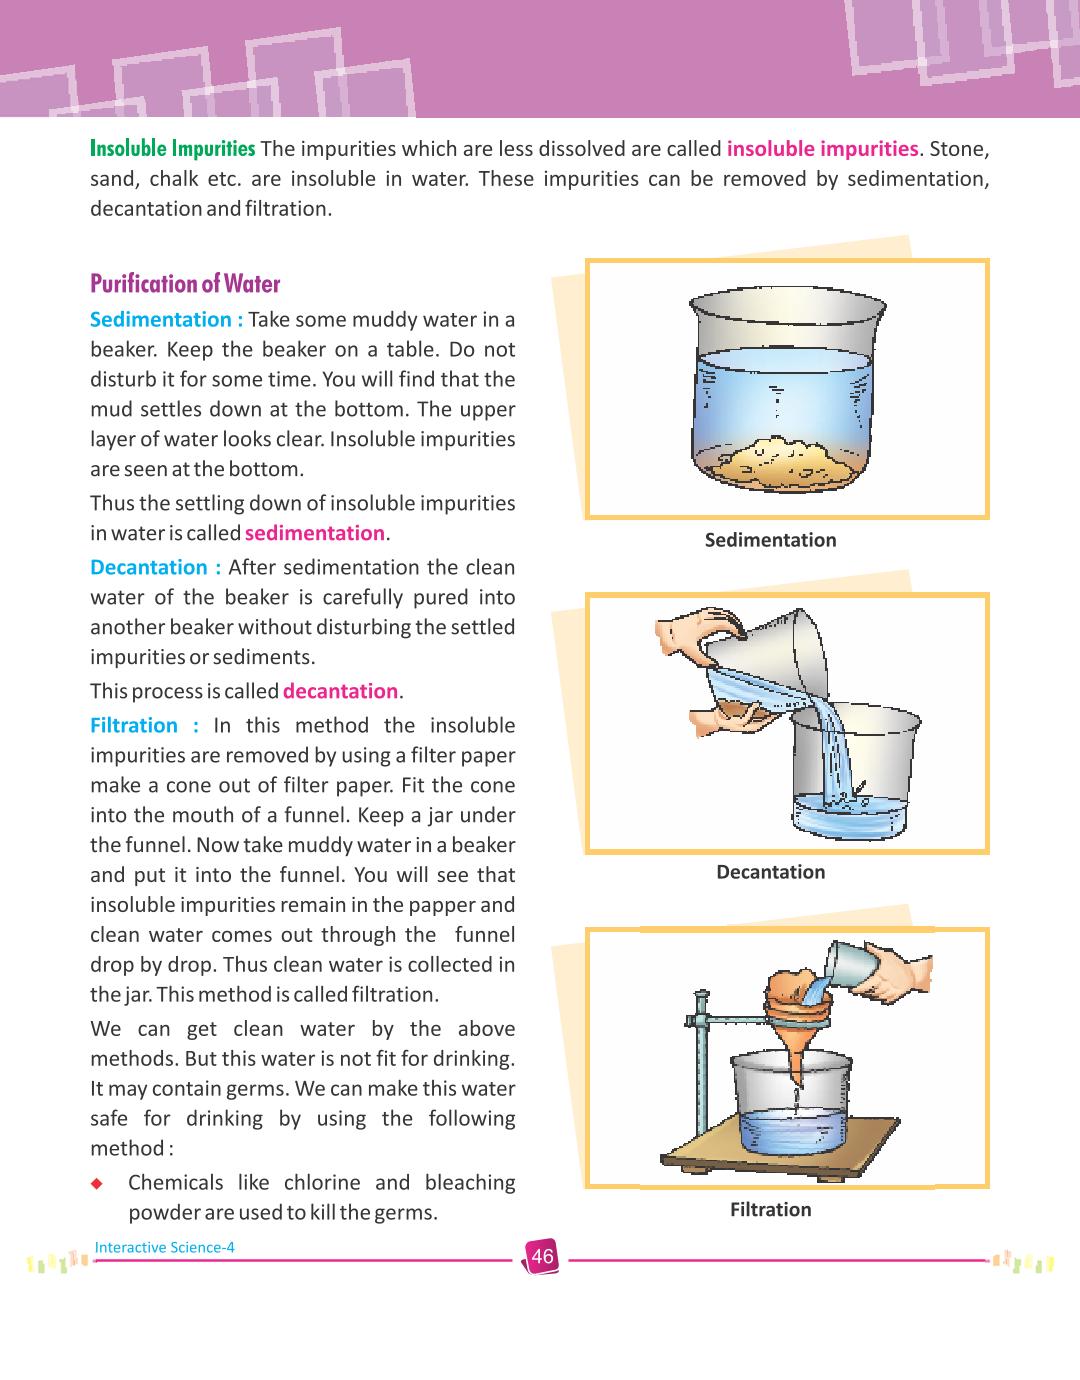 Insoluble Impurities The impurities which are less dissolved are called insoluble impurities. Stone,
sand, chalk etc. are insoluble in water. These impurities can be removed by sedimentation,
decantation and filtration.
Purification of Water
Sedimentation : Take some muddy water in a
beaker. Keep the beaker on a table. Do not
disturb it for some time. You will find that the
mud settles down at the bottom. The upper
layer of water looks clear. Insoluble impurities
are seen at the bottom.
Thus the settling down of insoluble impurities
in water is called sedimentation.
Decantation : After sedimentation the clean
water of the beaker is carefully pured into
another beaker without disturbing the settled
impurities or sediments.
This process is called decantation.
Filtration : In this method the insoluble
impurities are removed by using a filter paper
make a cone out of filter paper. Fit the cone
into the mouth of a funnel. Keep a jar under
the funnel. Now take muddy water in a beaker
and put it into the funnel. You will see that
insoluble impurities remain in the papper and
clean water comes out through the funnel
drop by drop. Thus clean water is collected in
the jar. This method is called filtration.
We can get clean water by the above
methods. But this water is not fit for drinking.
It may contain germs. We can make this water
safe for drinking by using the following
method :
◆ Chemicals like chlorine and bleaching
powder are used to kill the germs.
Sedimentation
Decantation
Filtration
Interactive Science-4
46